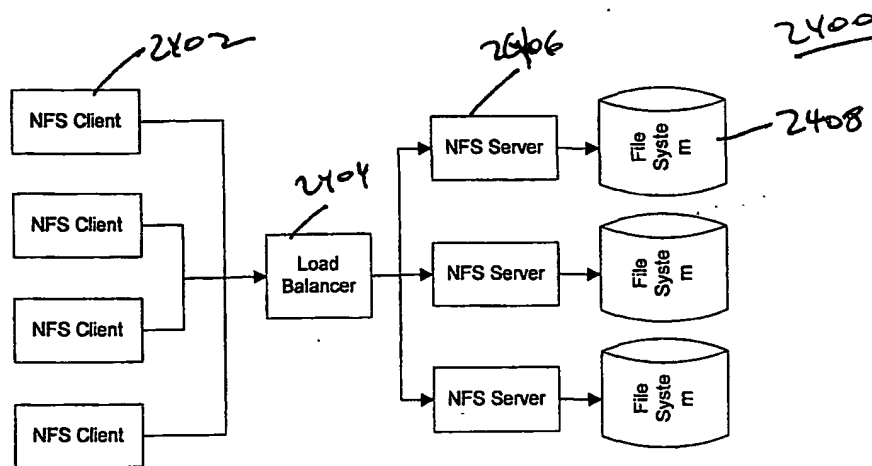 2402
2406
2400
NFS Client
NFS Server
File
Syste
m
2408
2404
NFS Client
Load
Balancer
NFS Server
File
Syste
m
NFS Client
NFS Server
File
Syste
m
NFS Client